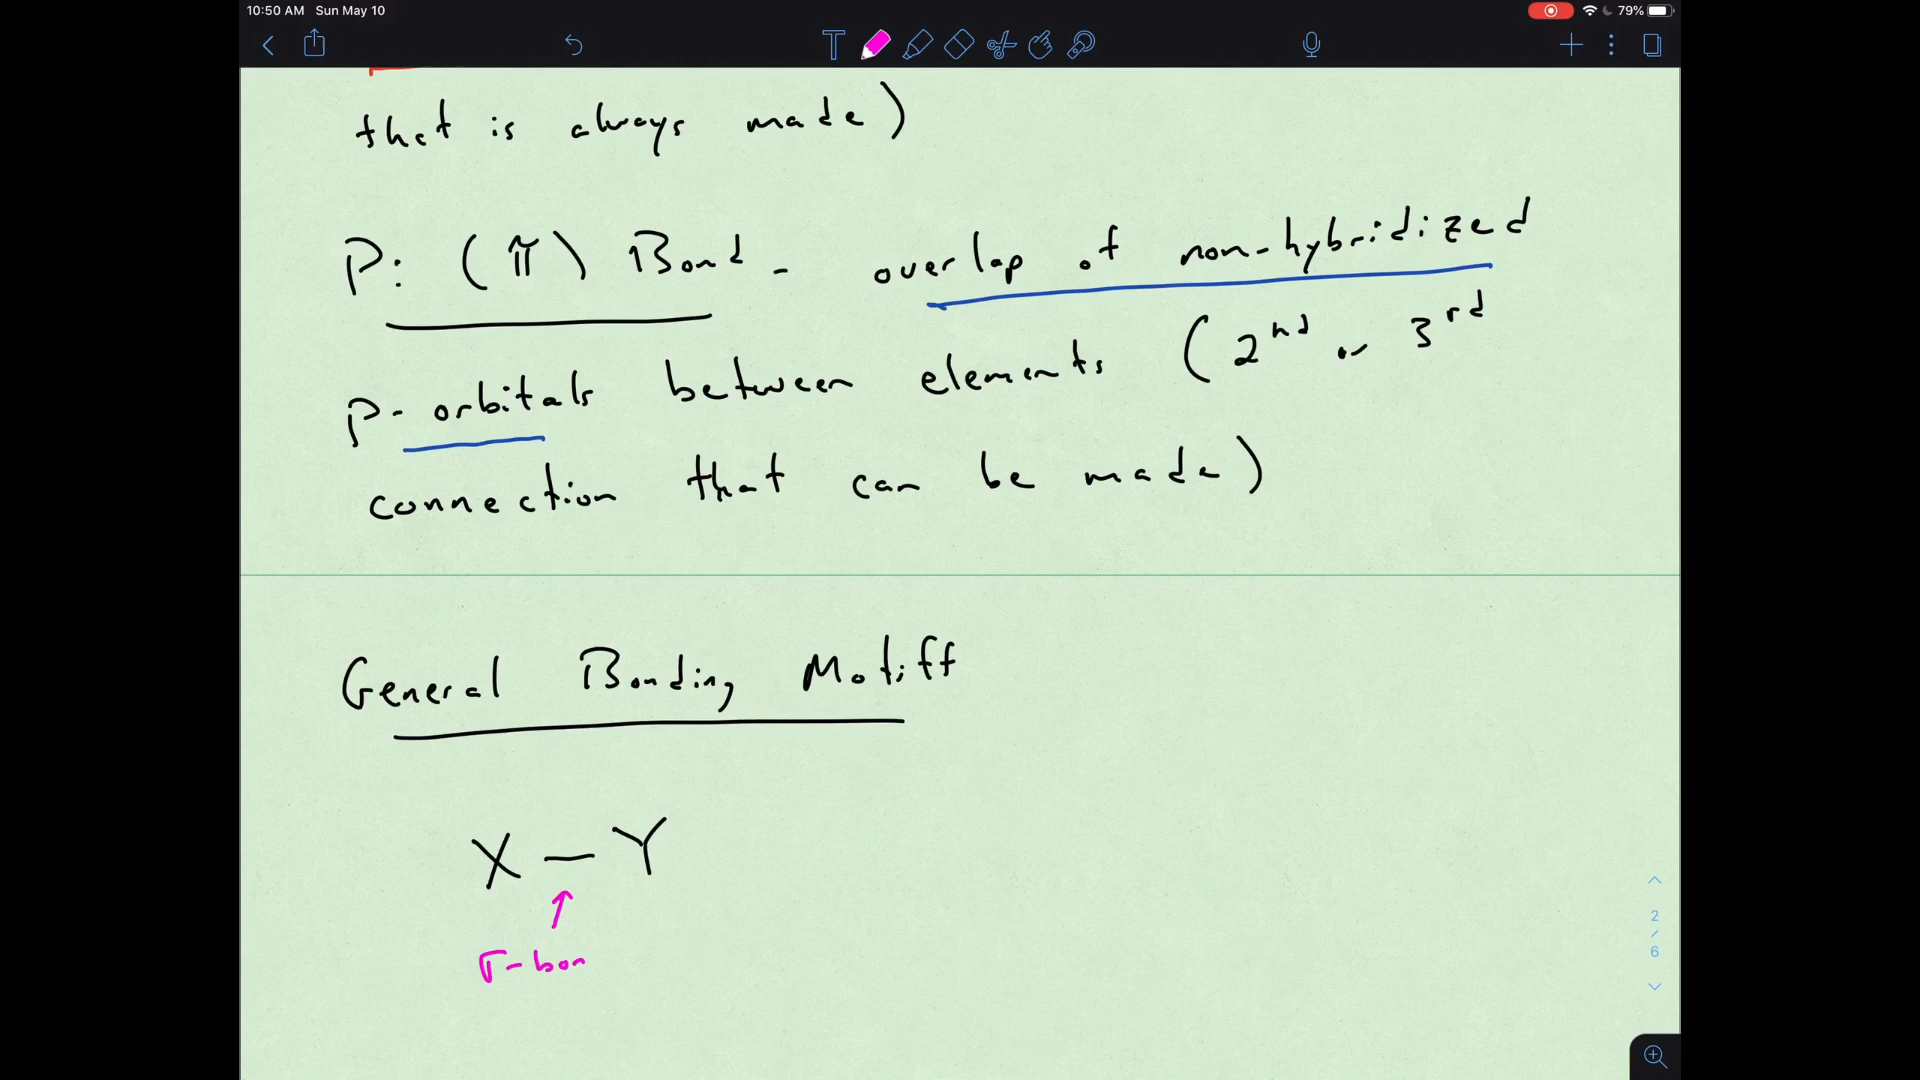 10:50 AM Sun May 10
79%
that is always made)
P: (π) Bond - overlap of non-hybridized
P-orbitals between elements (2nd or 3rd
connection that can be made)
General Bonding Motiff
X — Y
↑
σ-bon
2
/
6